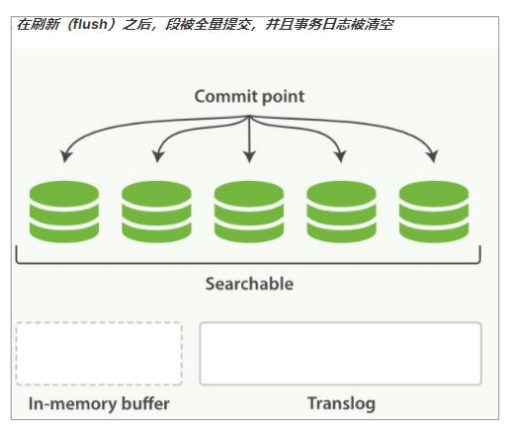 在刷新（flush）之后，段被全量提交，并且事务日志被清空
Commit point
Searchable
In-memory buffer
Translog